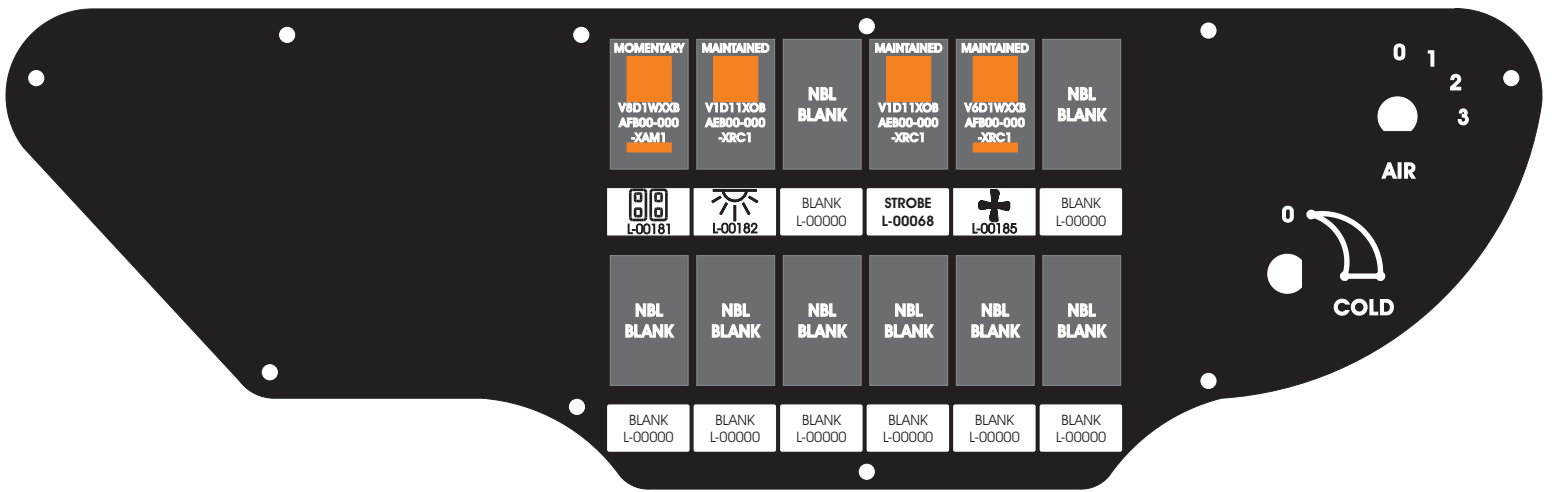 MOMENTARY
V8D1WXXB
AFB00-000
-XAM1
MAINTAINED
V1D11XOB
AEB00-000
-XRC1
NBL
BLANK
MAINTAINED
V1D11XOB
AEB00-000
-XRC1
MAINTAINED
V6D1WXXB
AFB00-000
-XRC1
NBL
BLANK
0
1
2
3
AIR
L-00181
L-00182
BLANK
L-00000
STROBE
L-00068
L-00185
BLANK
L-00000
0
COLD
NBL
BLANK
NBL
BLANK
NBL
BLANK
NBL
BLANK
NBL
BLANK
NBL
BLANK
BLANK
L-00000
BLANK
L-00000
BLANK
L-00000
BLANK
L-00000
BLANK
L-00000
BLANK
L-00000